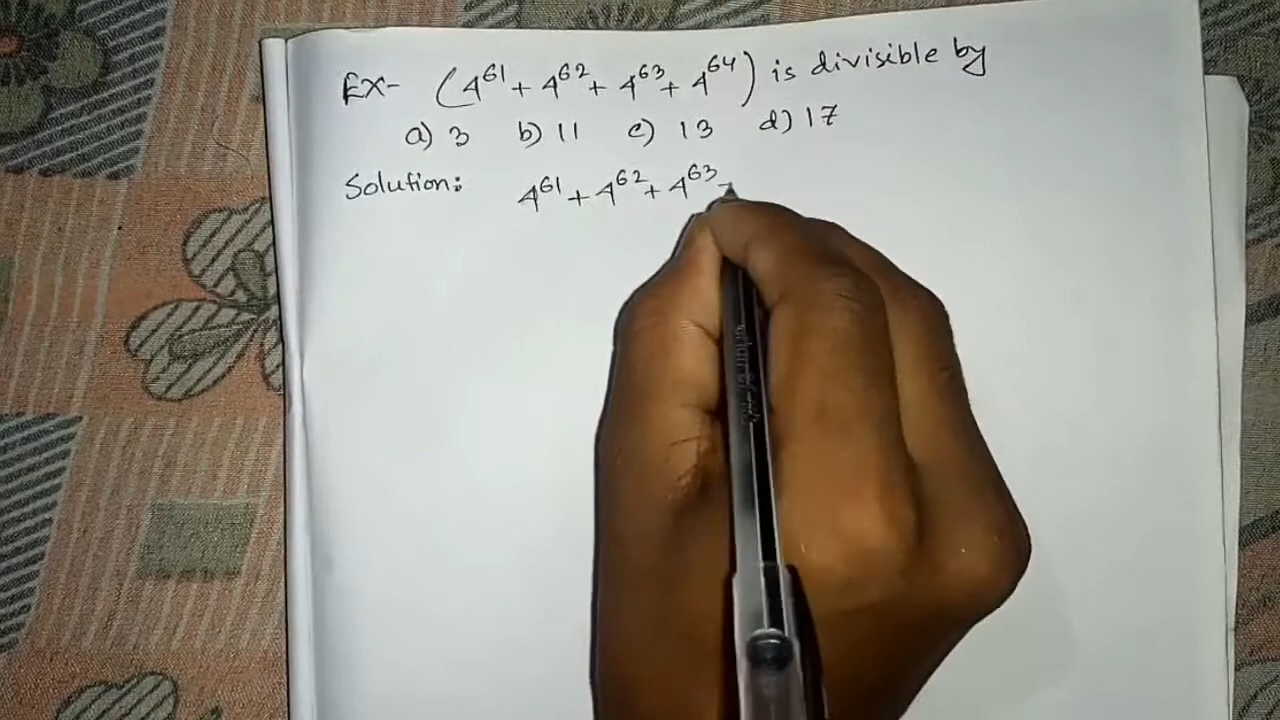 Ex- (4^61 + 4^62 + 4^63 + 4^64) is divisible by
a) 3 b) 11 c) 13 d) 17
Solution: 4^61 + 4^62 + 4^63 -